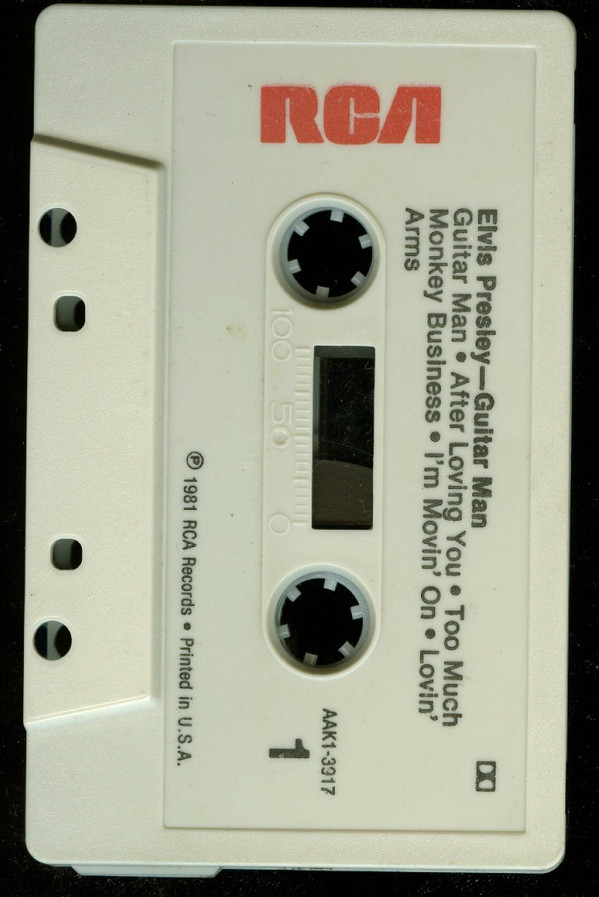 RCA
Elvis Presley—Guitar Man
Guitar Man • After Loving You • Too Much
Monkey Business • I'm Movin' On • Lovin'
Arms
100 50 0
AAK1-3917
1
℗ 1981 RCA Records • Printed in U.S.A.